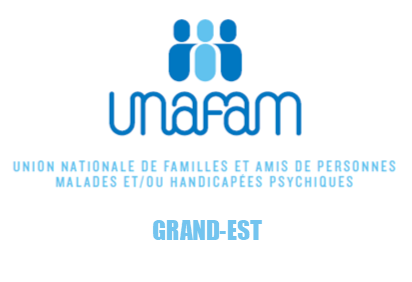 unafam
UNION NATIONALE DE FAMILLES ET AMIS DE PERSONNES
MALADES ET/OU HANDICAPÉES PSYCHIQUES
GRAND-EST